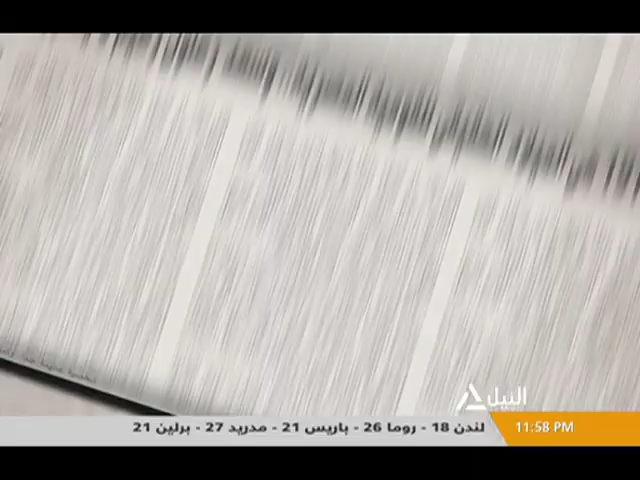 النيل
لندن 18 - روما 26 - باريس 21 - مدريد 27 - برلين 21
11:58 PM